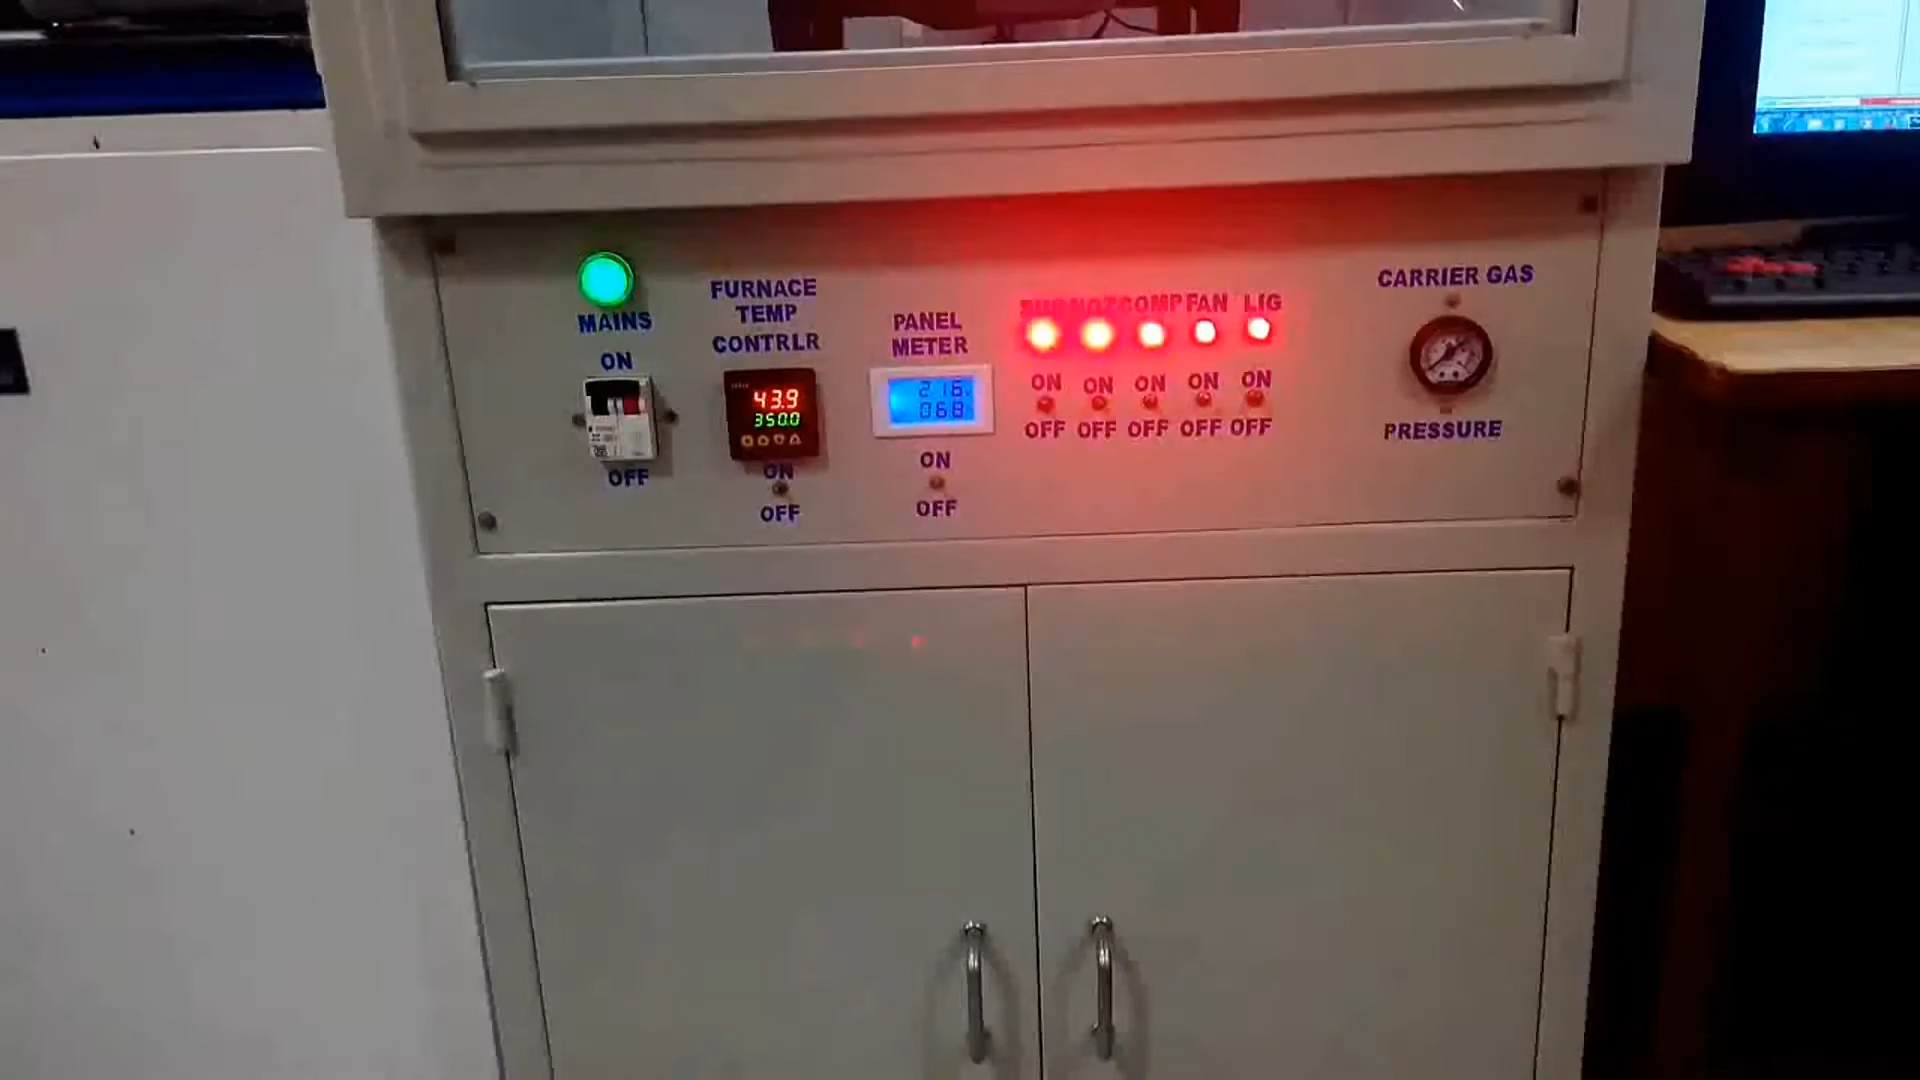 MAINS
ON
OFF
FURNACE
TEMP
CONTRLR
43.9
350.0
ON
OFF
PANEL
METER
216
068
ON
OFF
COMP FAN LIG
ON ON ON ON ON
OFF OFF OFF OFF OFF
CARRIER GAS
PRESSURE